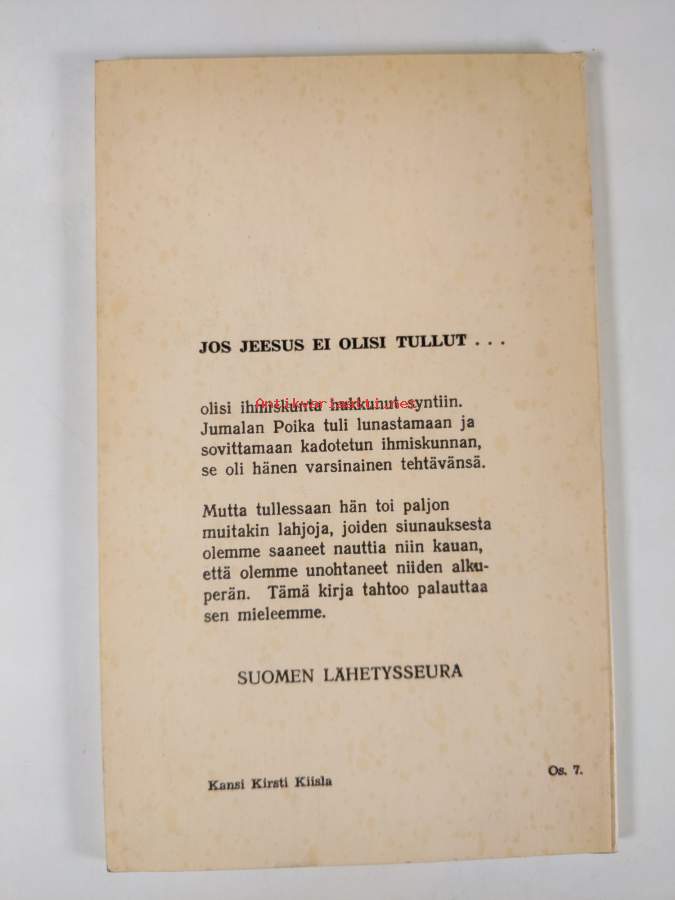 JOS JEESUS EI OLISI TULLUT . . .
olisi ihmiskunta hukkunut syntiin.
Antikvariaatti.net
Jumalan Poika tuli lunastamaan ja
sovittamaan kadotetun ihmiskunnan,
se oli hänen varsinainen tehtävänsä.
Mutta tullessaan hän toi paljon
muitakin lahjoja, joiden siunauksesta
olemme saaneet nauttia niin kauan,
että olemme unohtaneet niiden alku-
perän. Tämä kirja tahtoo palauttaa
sen mieleemme.
SUOMEN LÄHETYSSEURA
Kansi Kirsti Kiisla
Os. 7.